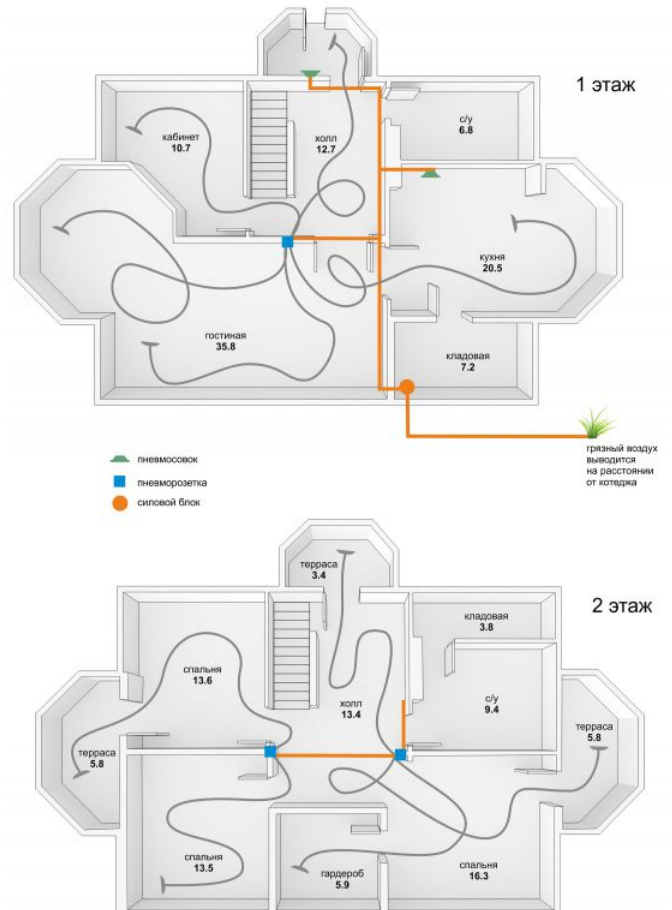 1 этаж
с/у
6.8
кабинет
10.7
холл
12.7
кухня
20.5
гостиная
35.8
кладовая
7.2
грязный воздух
выводится
на расстоянии
от котеджа
пневмосовок
пневморозетка
силовой блок
2 этаж
терраса
3.4
кладовая
3.8
спальня
13.6
холл
13.4
с/у
9.4
терраса
5.8
терраса
5.8
спальня
13.5
гардероб
5.9
спальня
16.3